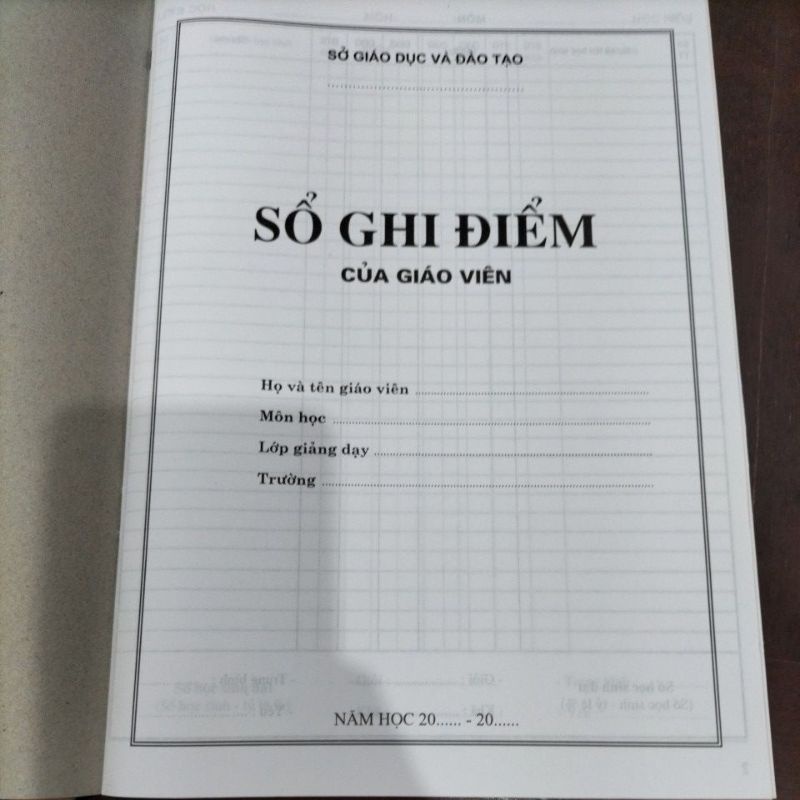 SỞ GIÁO DỤC VÀ ĐÀO TẠO
................................................
SỔ GHI ĐIỂM
CỦA GIÁO VIÊN
Họ và tên giáo viên ................................................
Môn học ................................................
Lớp giảng dạy ................................................
Trường ................................................
NĂM HỌC 20...... - 20......